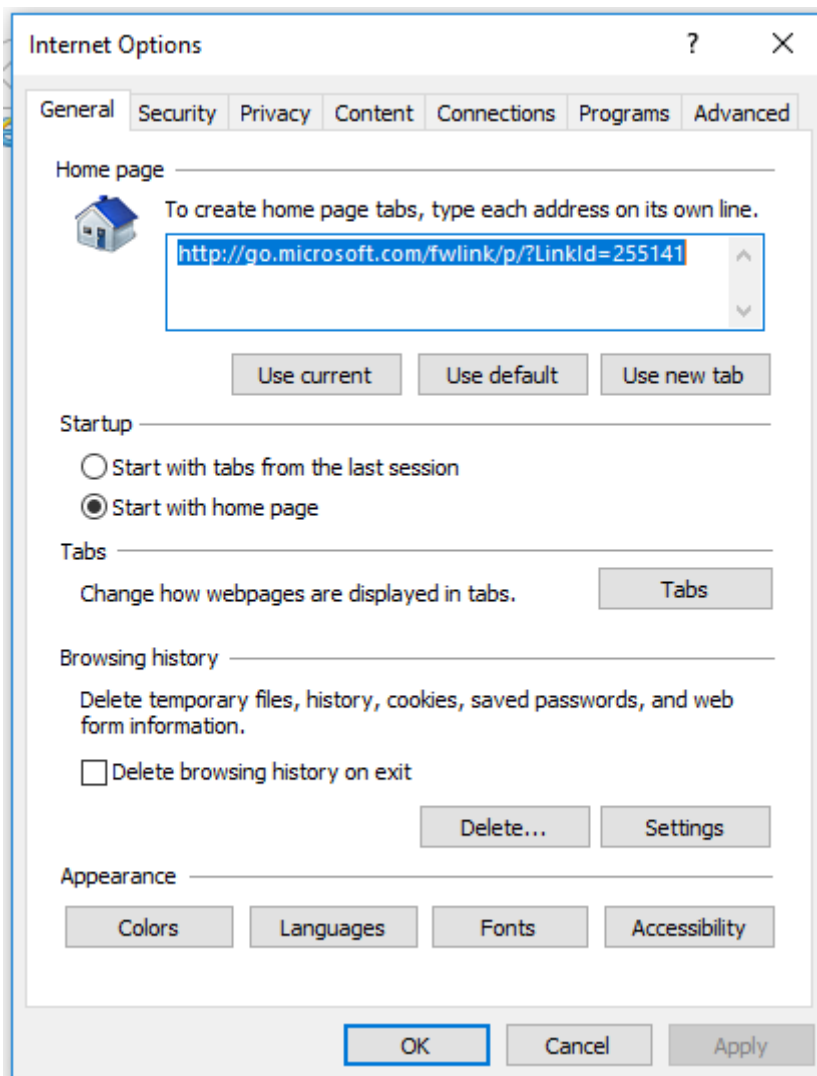 Internet Options ?
General Security Privacy Content Connections Programs Advanced
Home page
To create home page tabs, type each address on its own line.
http://go.microsoft.com/fwlink/p/?LinkId=255141
Use current Use default Use new tab
Startup
Start with tabs from the last session
Start with home page
Tabs
Change how webpages are displayed in tabs. Tabs
Browsing history
Delete temporary files, history, cookies, saved passwords, and web
form information.
Delete browsing history on exit
Delete... Settings
Appearance
Colors Languages Fonts Accessibility
OK Cancel Apply